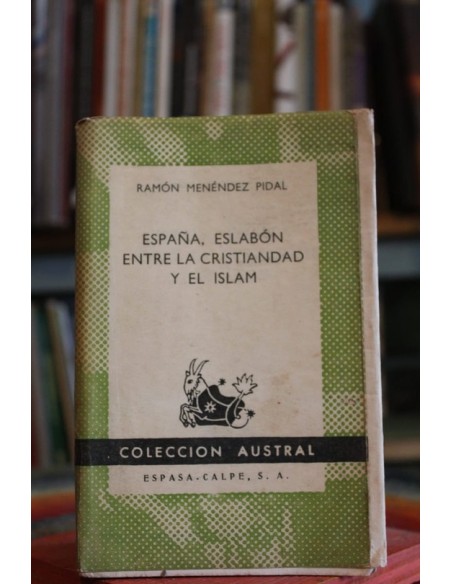 RAMÓN MENÉNDEZ PIDAL
ESPAÑA, ESLABÓN
ENTRE LA CRISTIANDAD
Y EL ISLAM
COLECCION AUSTRAL
ESPASA-CALPE, S. A.